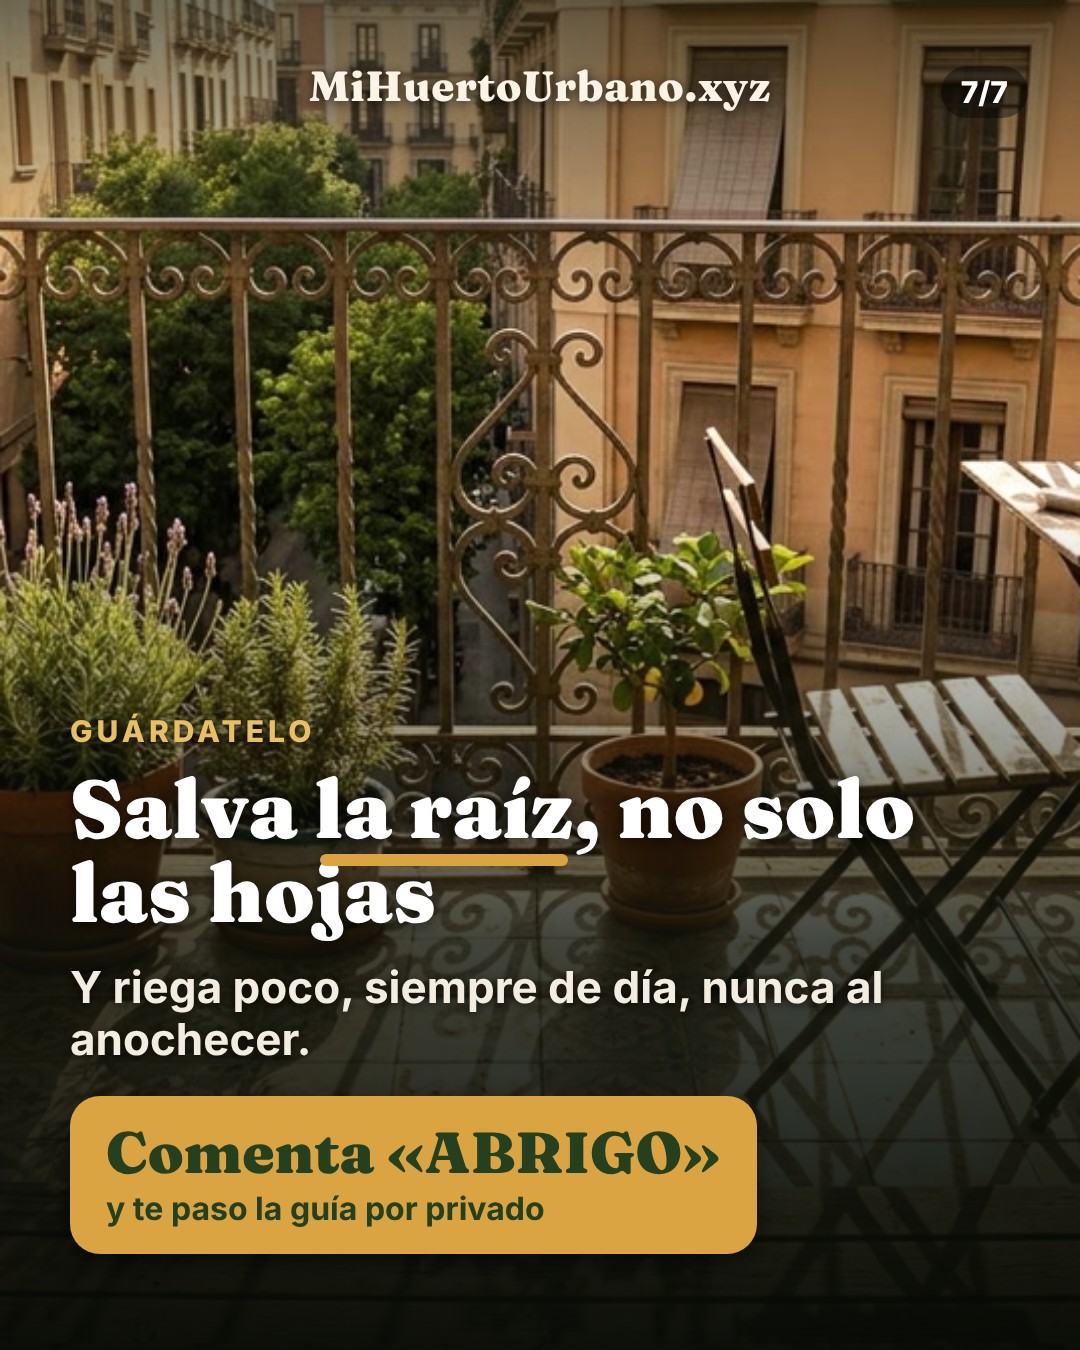 MiHuertoUrbano.xyz
7/7
GUÁRDATELO
Salva la raíz, no solo
las hojas
Y riega poco, siempre de día, nunca al
anochecer.
Comenta «ABRIGO»
y te paso la guía por privado